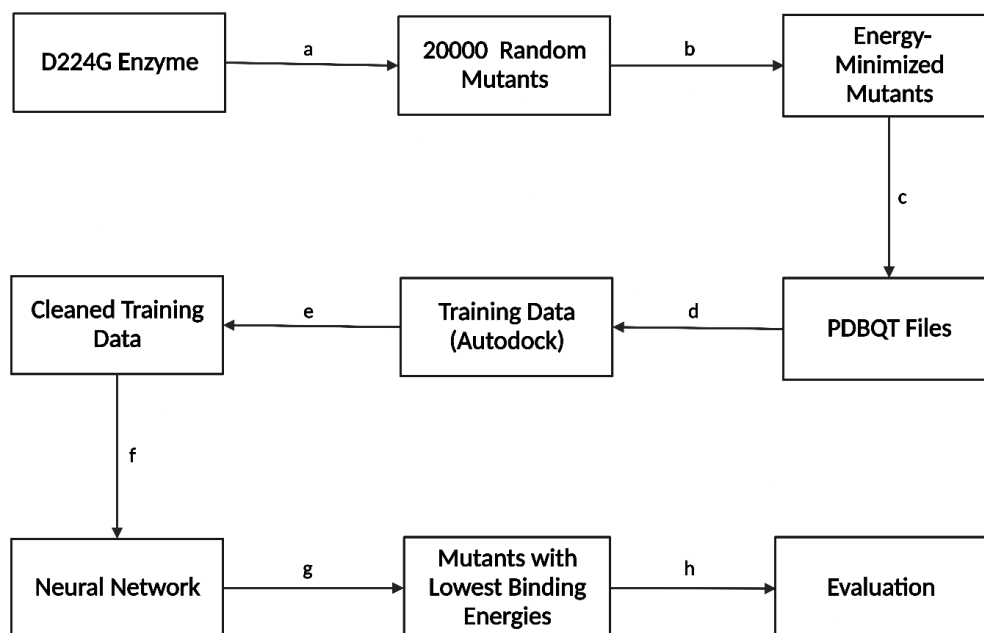 D224G Enzyme
a
20000 Random
Mutants
b
Energy-
Minimized
Mutants
c
PDBQT Files
d
Training Data
(Autodock)
e
Cleaned Training
Data
f
Neural Network
g
Mutants with
Lowest Binding
Energies
h
Evaluation